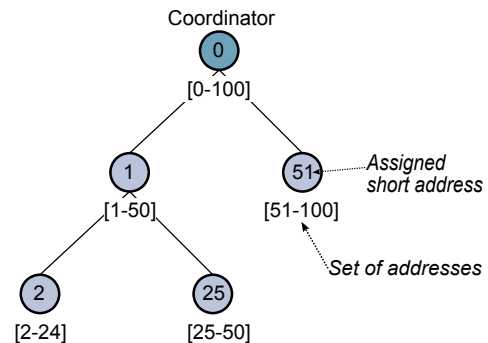 Coordinator
0
[0-100]
1
51
Assigned
short address
[1-50]
[51-100]
Set of addresses
2
25
[2-24]
[25-50]